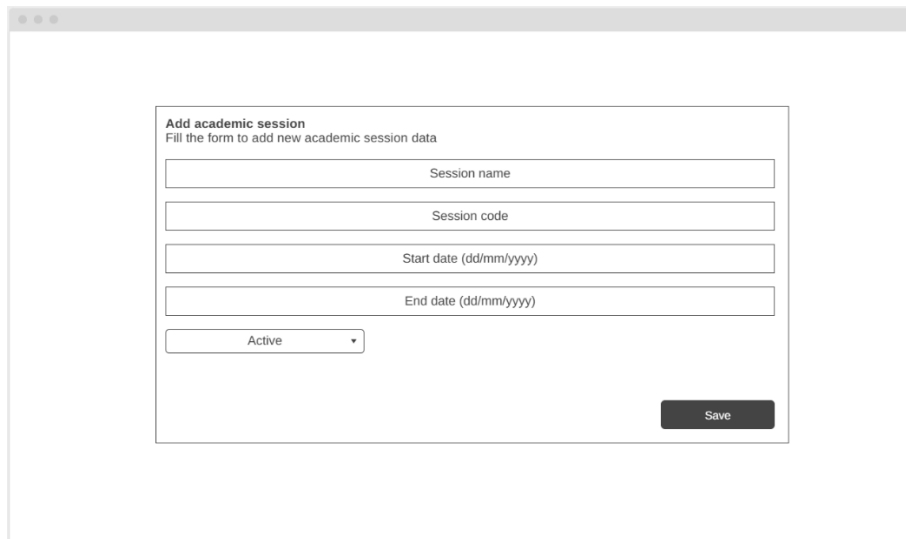 Add academic session
Fill the form to add new academic session data
Session name
Session code
Start date (dd/mm/yyyy)
End date (dd/mm/yyyy)
Active
Save